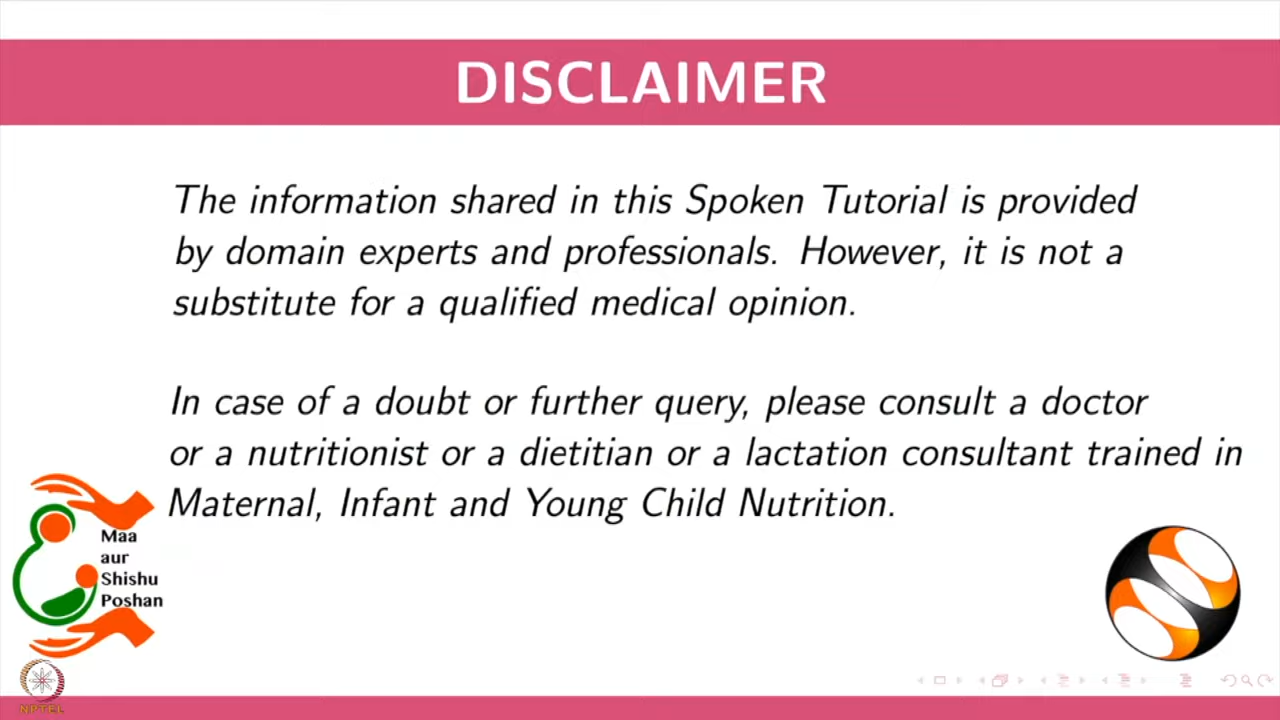 DISCLAIMER
The information shared in this Spoken Tutorial is provided
by domain experts and professionals. However, it is not a
substitute for a qualified medical opinion.
In case of a doubt or further query, please consult a doctor
or a nutritionist or a dietitian or a lactation consultant trained in
Maternal, Infant and Young Child Nutrition.
Maa
aur
Shishu
Poshan
NPTEL